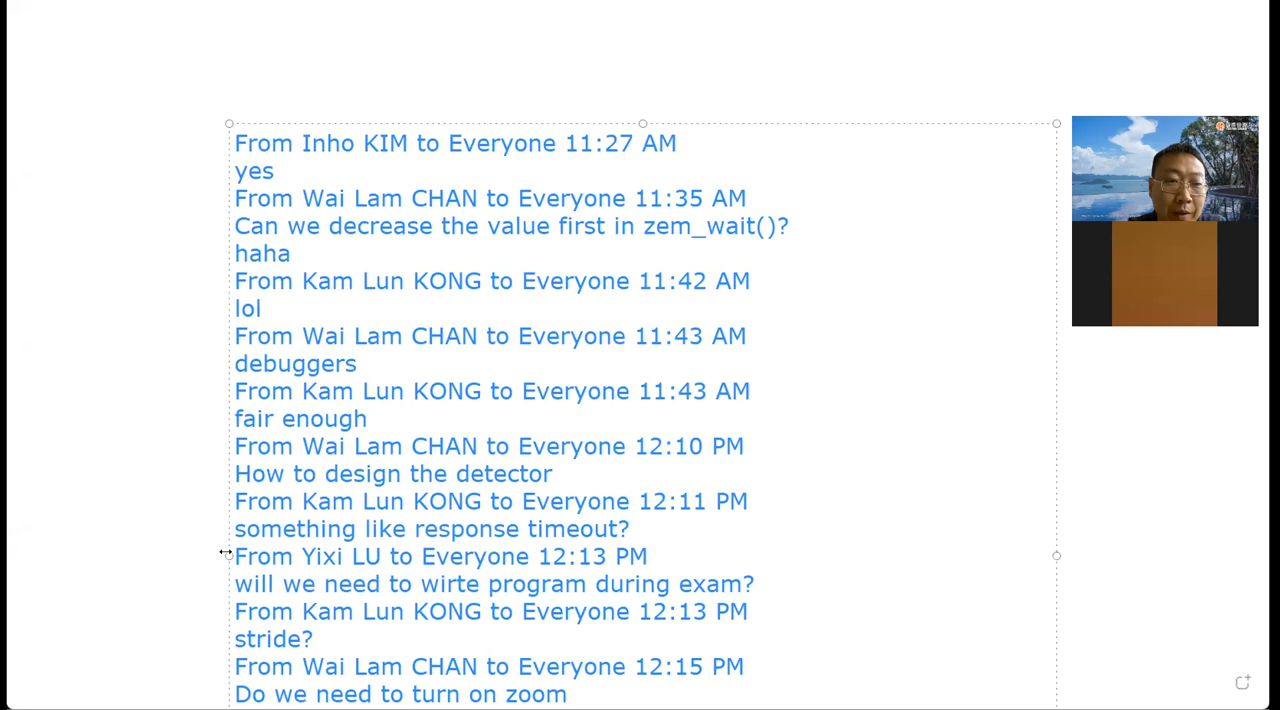 From Inho KIM to Everyone 11:27 AM
yes
From Wai Lam CHAN to Everyone 11:35 AM
Can we decrease the value first in zem_wait()?
haha
From Kam Lun KONG to Everyone 11:42 AM
lol
From Wai Lam CHAN to Everyone 11:43 AM
debuggers
From Kam Lun KONG to Everyone 11:43 AM
fair enough
From Wai Lam CHAN to Everyone 12:10 PM
How to design the detector
From Kam Lun KONG to Everyone 12:11 PM
something like response timeout?
From Yixi LU to Everyone 12:13 PM
will we need to wirte program during exam?
From Kam Lun KONG to Everyone 12:13 PM
stride?
From Wai Lam CHAN to Everyone 12:15 PM
Do we need to turn on zoom